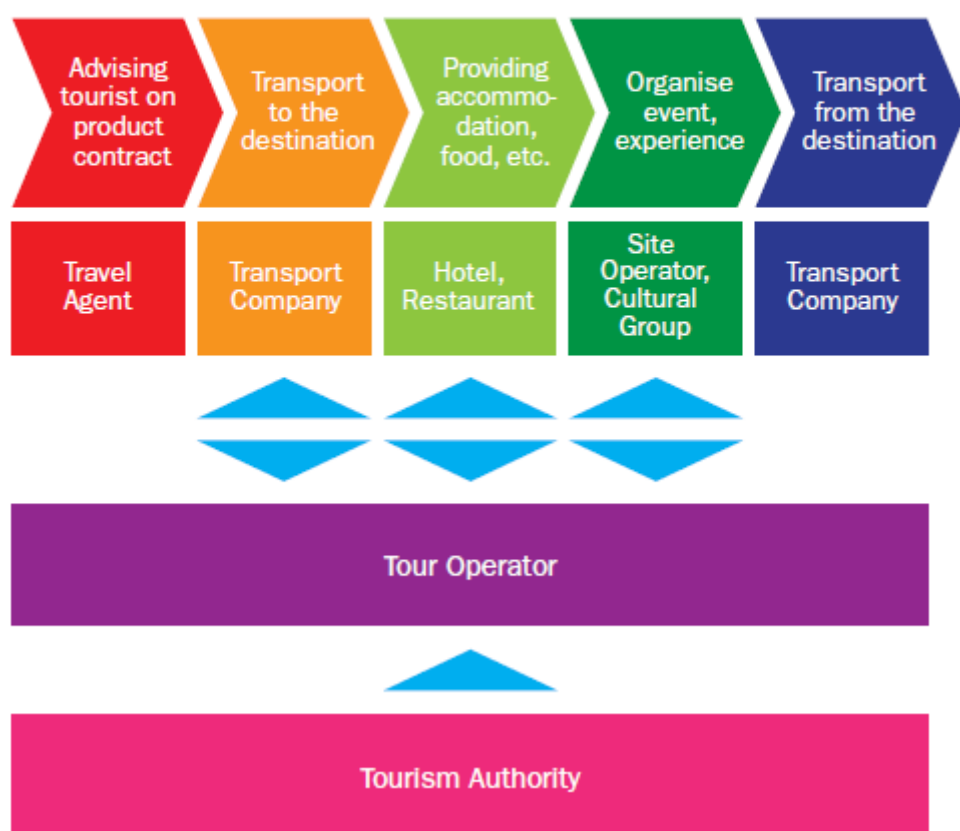 Advising
tourist on
product
contract
Transport
to the
destination
Providing
accommo-
dation,
food, etc.
Organise
event,
experience
Transport
from the
destination
Travel
Agent
Transport
Company
Hotel,
Restaurant
Site
Operator,
Cultural
Group
Transport
Company
Tour Operator
Tourism Authority